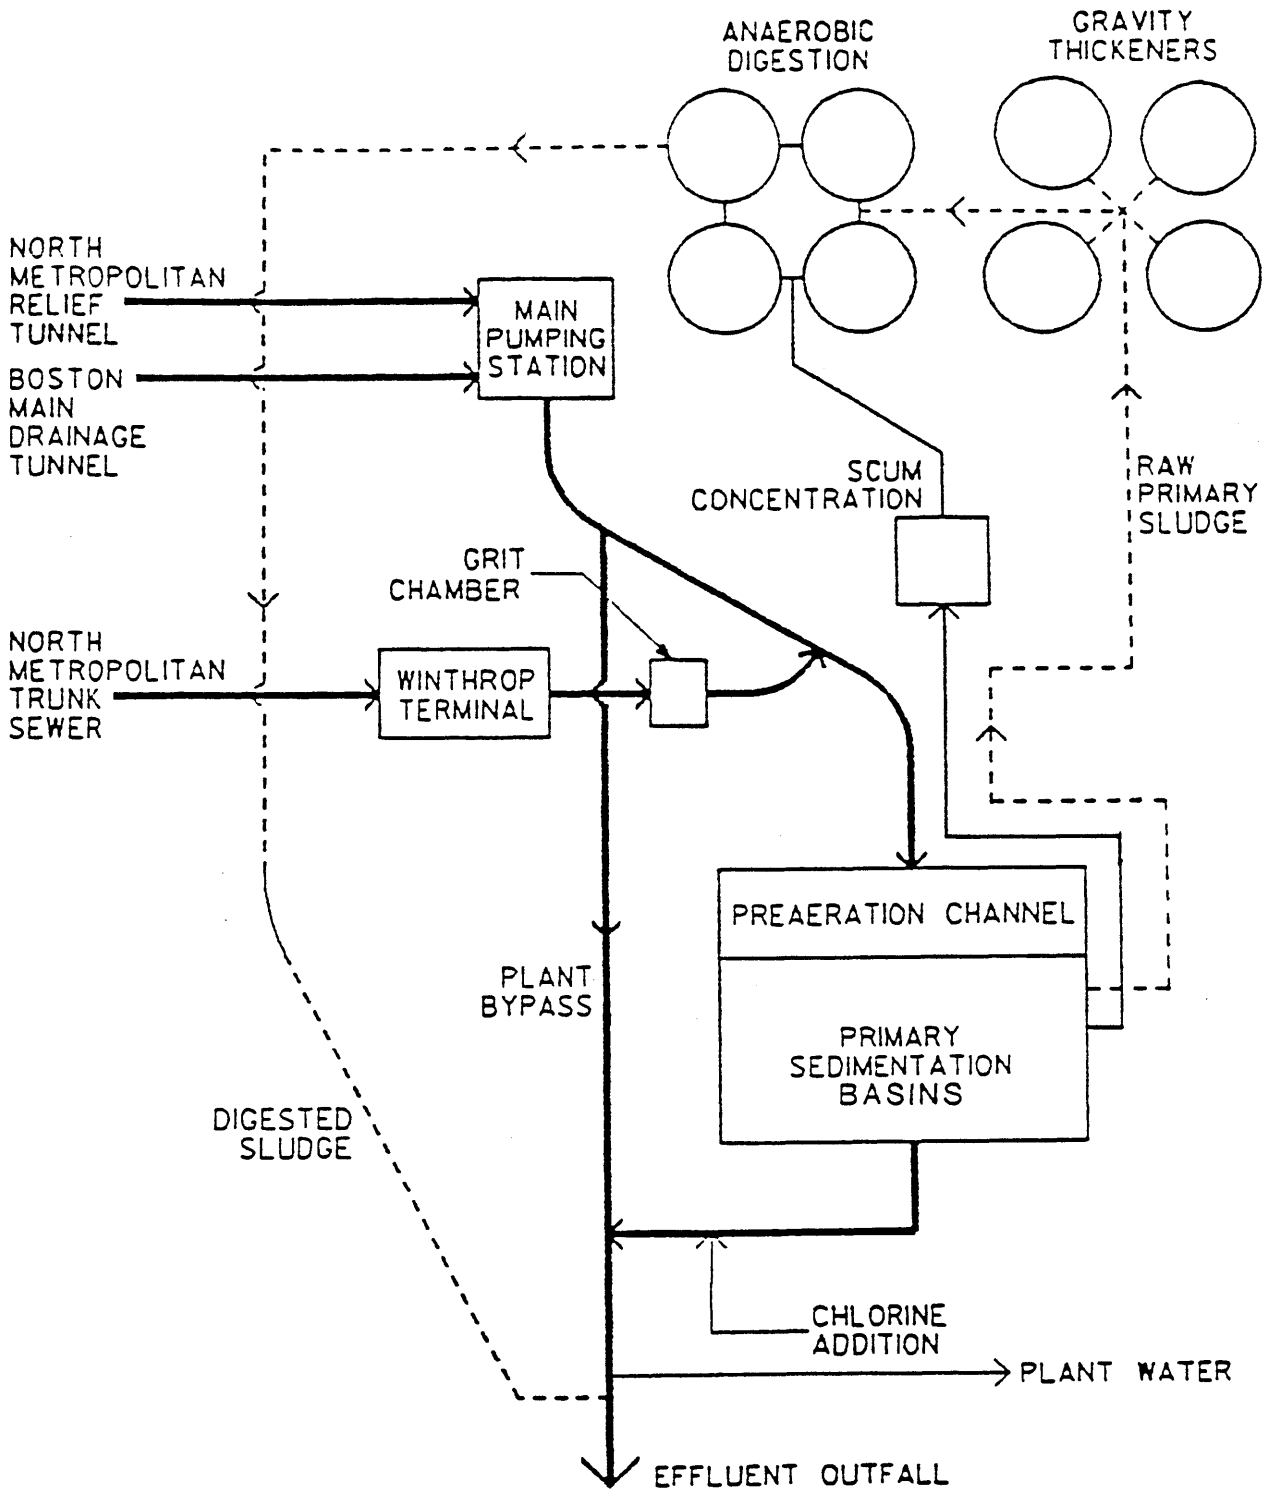 ANAEROBIC
DIGESTION
GRAVITY
THICKENERS
NORTH
METROPOLITAN
RELIEF
TUNNEL
MAIN
PUMPING
STATION
BOSTON
MAIN
DRAINAGE
TUNNEL
SCUM
CONCENTRATION
RAW
PRIMARY
SLUDGE
GRIT
CHAMBER
NORTH
METROPOLITAN
TRUNK
SEWER
WINTHROP
TERMINAL
PREAERATION CHANNEL
PLANT
BYPASS
PRIMARY
SEDIMENTATION
BASINS
DIGESTED
SLUDGE
CHLORINE
ADDITION
PLANT WATER
EFFLUENT OUTFALL